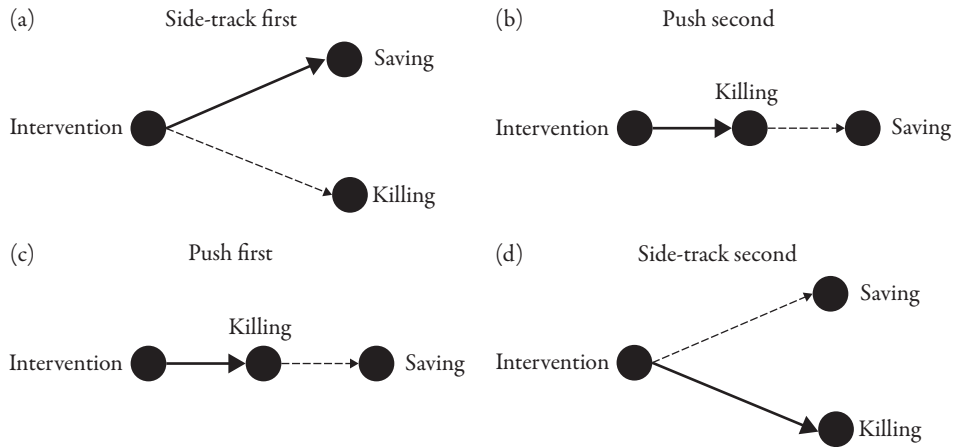 (a)
Side-track first
Saving
Intervention
Killing
(b)
Push second
Killing
Intervention
Saving
(c)
Push first
Killing
Intervention
Saving
(d)
Side-track second
Saving
Intervention
Killing